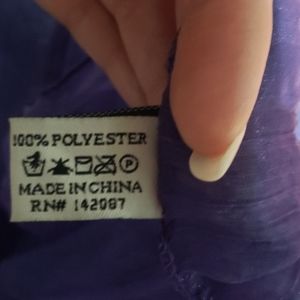 100% POLYESTER
MADE IN CHINA
RN# 142087